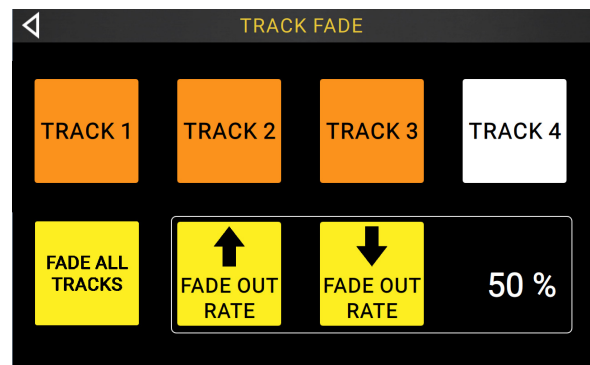 TRACK FADE
TRACK 1
TRACK 2
TRACK 3
TRACK 4
FADE ALL
TRACKS
FADE OUT
RATE
FADE OUT
RATE
50 %